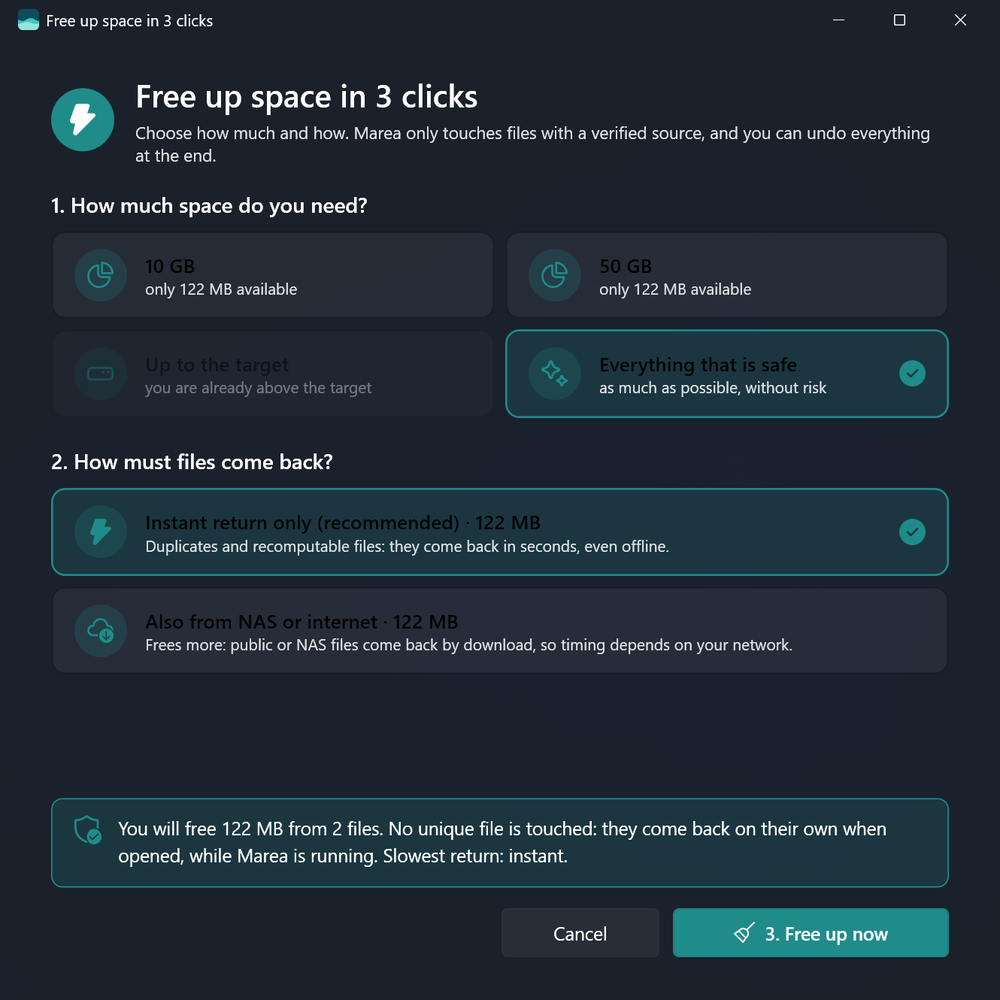 Free up space in 3 clicks
Free up space in 3 clicks
Choose how much and how. Marea only touches files with a verified source, and you can undo everything
at the end.
1. How much space do you need?
10 GB
only 122 MB available
50 GB
only 122 MB available
Up to the target
you are already above the target
Everything that is safe
as much as possible, without risk
2. How must files come back?
Instant return only (recommended) · 122 MB
Duplicates and recomputable files: they come back in seconds, even offline.
Also from NAS or internet · 122 MB
Frees more: public or NAS files come back by download, so timing depends on your network.
You will free 122 MB from 2 files. No unique file is touched: they come back on their own when
opened, while Marea is running. Slowest return: instant.
Cancel
3. Free up now